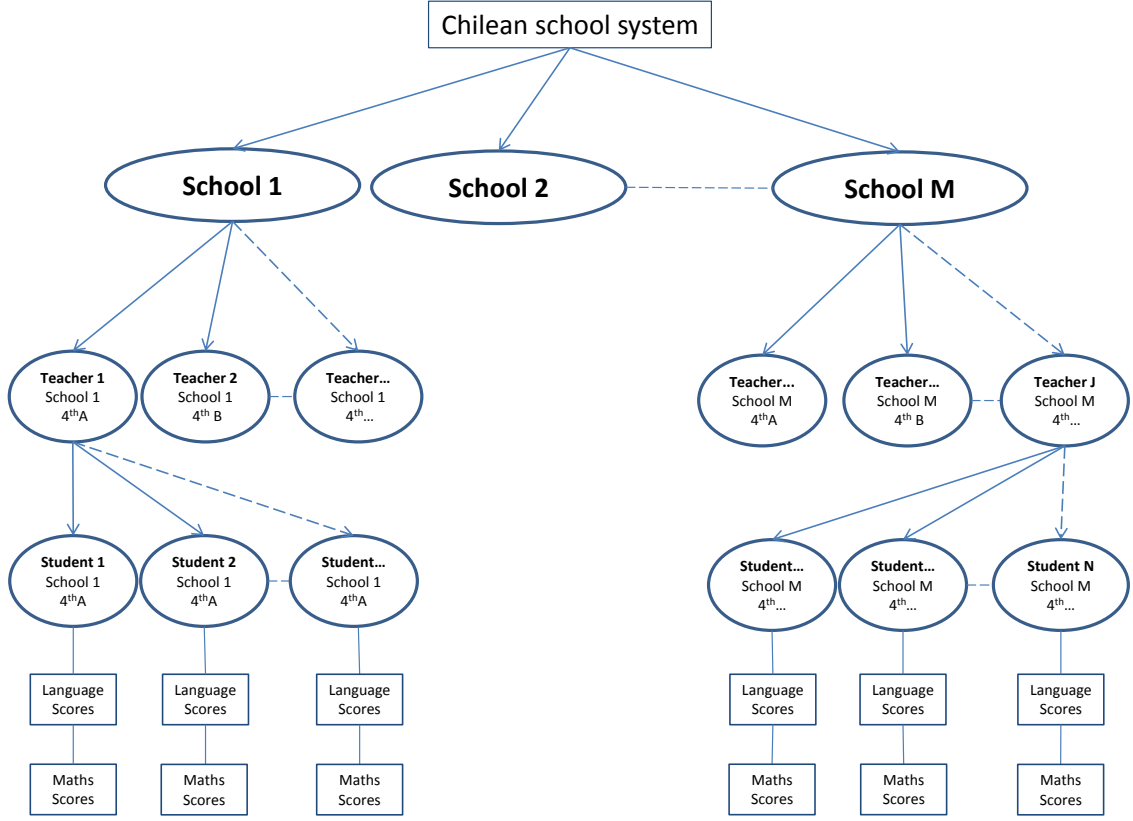 Chilean school system
School 1
School 2
School M
Teacher 1
School 1
4thA
Teacher 2
School 1
4th B
Teacher...
School 1
4th...
Teacher...
School M
4thA
Teacher...
School M
4th B
Teacher J
School M
4th...
Student 1
School 1
4thA
Student 2
School 1
4thA
Student...
School 1
4thA
Student...
School M
4th...
Student...
School M
4th...
Student N
School M
4th...
Language
Scores
Language
Scores
Language
Scores
Language
Scores
Language
Scores
Language
Scores
Maths
Scores
Maths
Scores
Maths
Scores
Maths
Scores
Maths
Scores
Maths
Scores